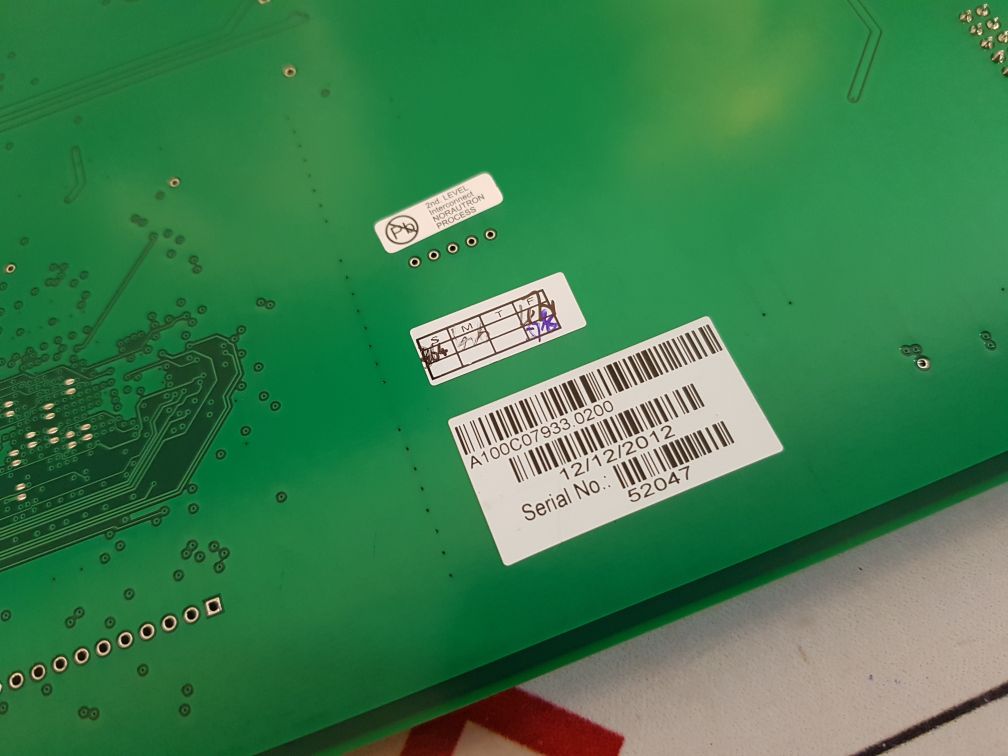 Pb
2nd. LEVEL
Interconnect
NORAUTRON
PROCESS
S M T F
A100C07933.0200
12/12/2012
Serial No.:
52047